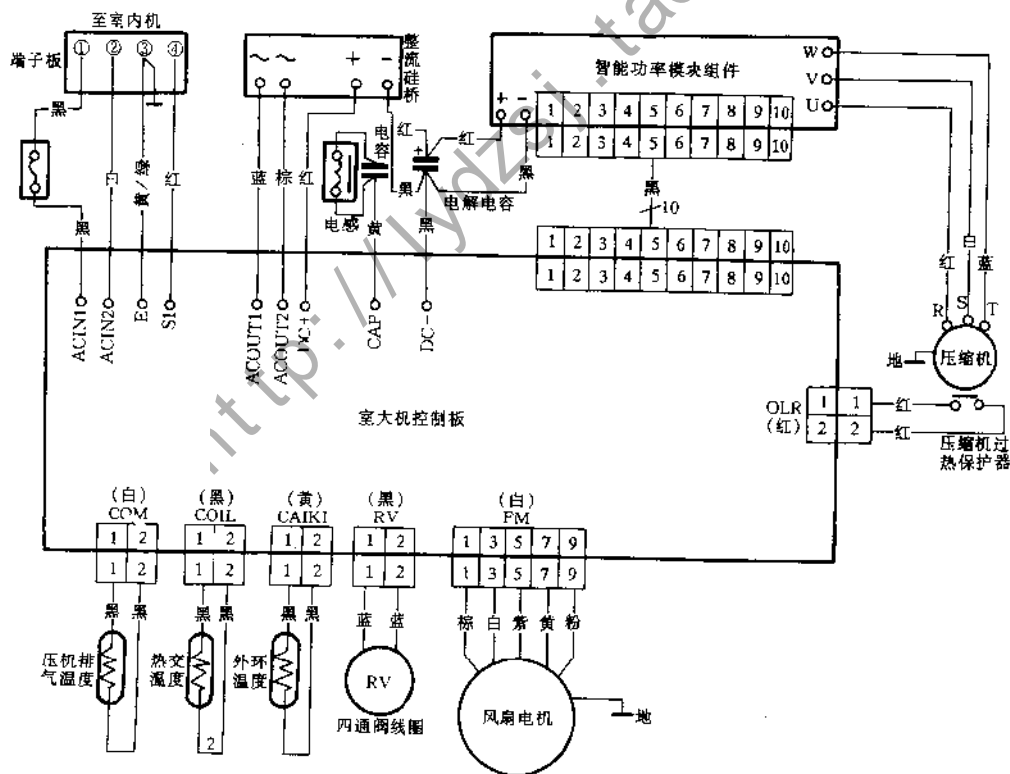 至室内机
端子板
① ② ③ ④
黑
白
黄/绿
红
黑
～ ～ + −
整流硅桥
蓝
棕
红
电容
电感
黄
红
+
黑
电解电容
黑
红
黑
智能功率模块组件
+ −
W
V
U
1 2 3 4 5 6 7 8 9 10
1 2 3 4 5 6 7 8 9 10
黑
10
1 2 3 4 5 6 7 8 9 10
1 2 3 4 5 6 7 8 9 10
红
白
蓝
R S T
地
压缩机
ACIN1
ACIN2
E
S1
ACOUT1
ACOUT2
DC+
CAP
DC−
室大机控制板
OLR
(红)
1 1
2 2
红
红
压缩机过
热保护器
(白)
COM
(黑)
COIL
(黄)
CAIKI
(黑)
RV
(白)
FM
1 2
1 2
1 2
1 2
1 2
1 2
1 2
1 2
1 3 5 7 9
1 3 5 7 9
黑 黑
黑 黑
黑 黑
蓝 蓝
棕 白 紫 黄 粉
压机排
气温度
热交
温度
外环
温度
2
RV
四通阀线圈
风扇电机
地
http://lydzsj.tao